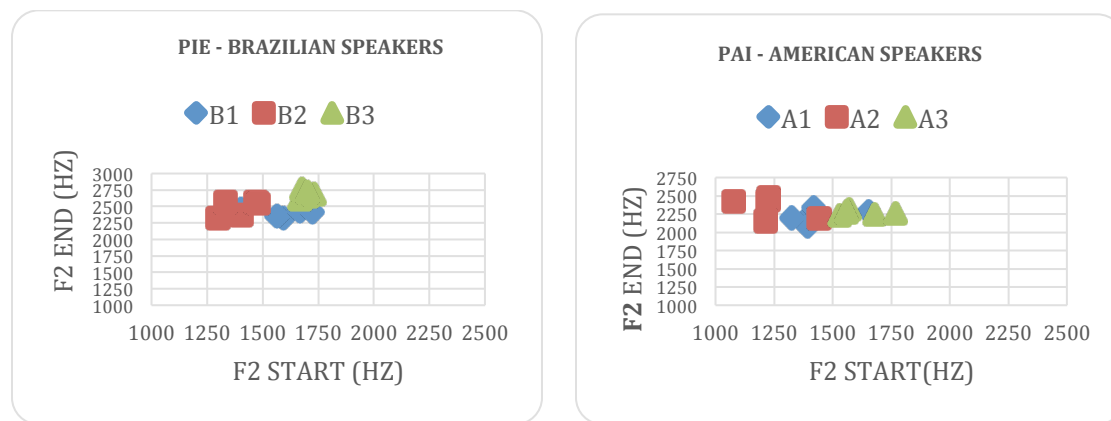 PIE - BRAZILIAN SPEAKERS
B1 B2 B3
F2 END (HZ)
3000
2750
2500
2250
2000
1750
1500
1250
1000
1000 1250 1500 1750 2000 2250 2500
F2 START (HZ)
PAI - AMERICAN SPEAKERS
A1 A2 A3
F2 END (HZ)
2750
2500
2250
2000
1750
1500
1250
1000
1000 1250 1500 1750 2000 2250 2500
F2 START(HZ)